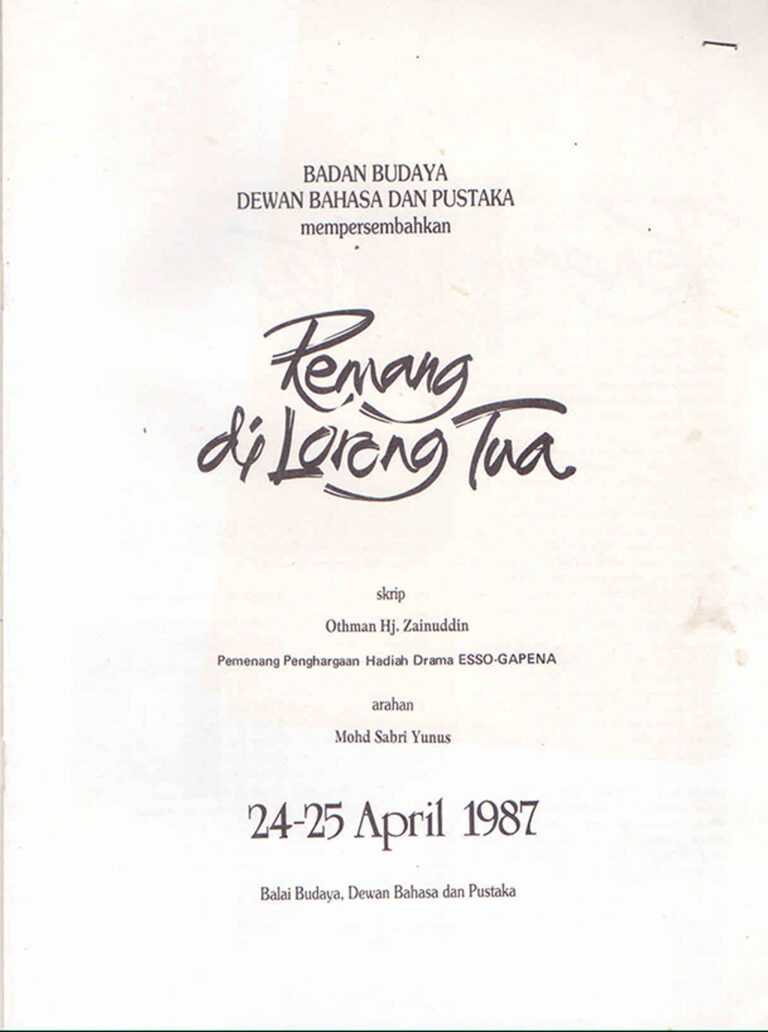 BADAN BUDAYA
DEWAN BAHASA DAN PUSTAKA
mempersembahkan
Remang
di Lorong Tua
skrip
Othman Hj. Zainuddin
Pemenang Penghargaan Hadiah Drama ESSO-GAPENA
arahan
Mohd Sabri Yunus
24-25 April 1987
Balai Budaya, Dewan Bahasa dan Pustaka